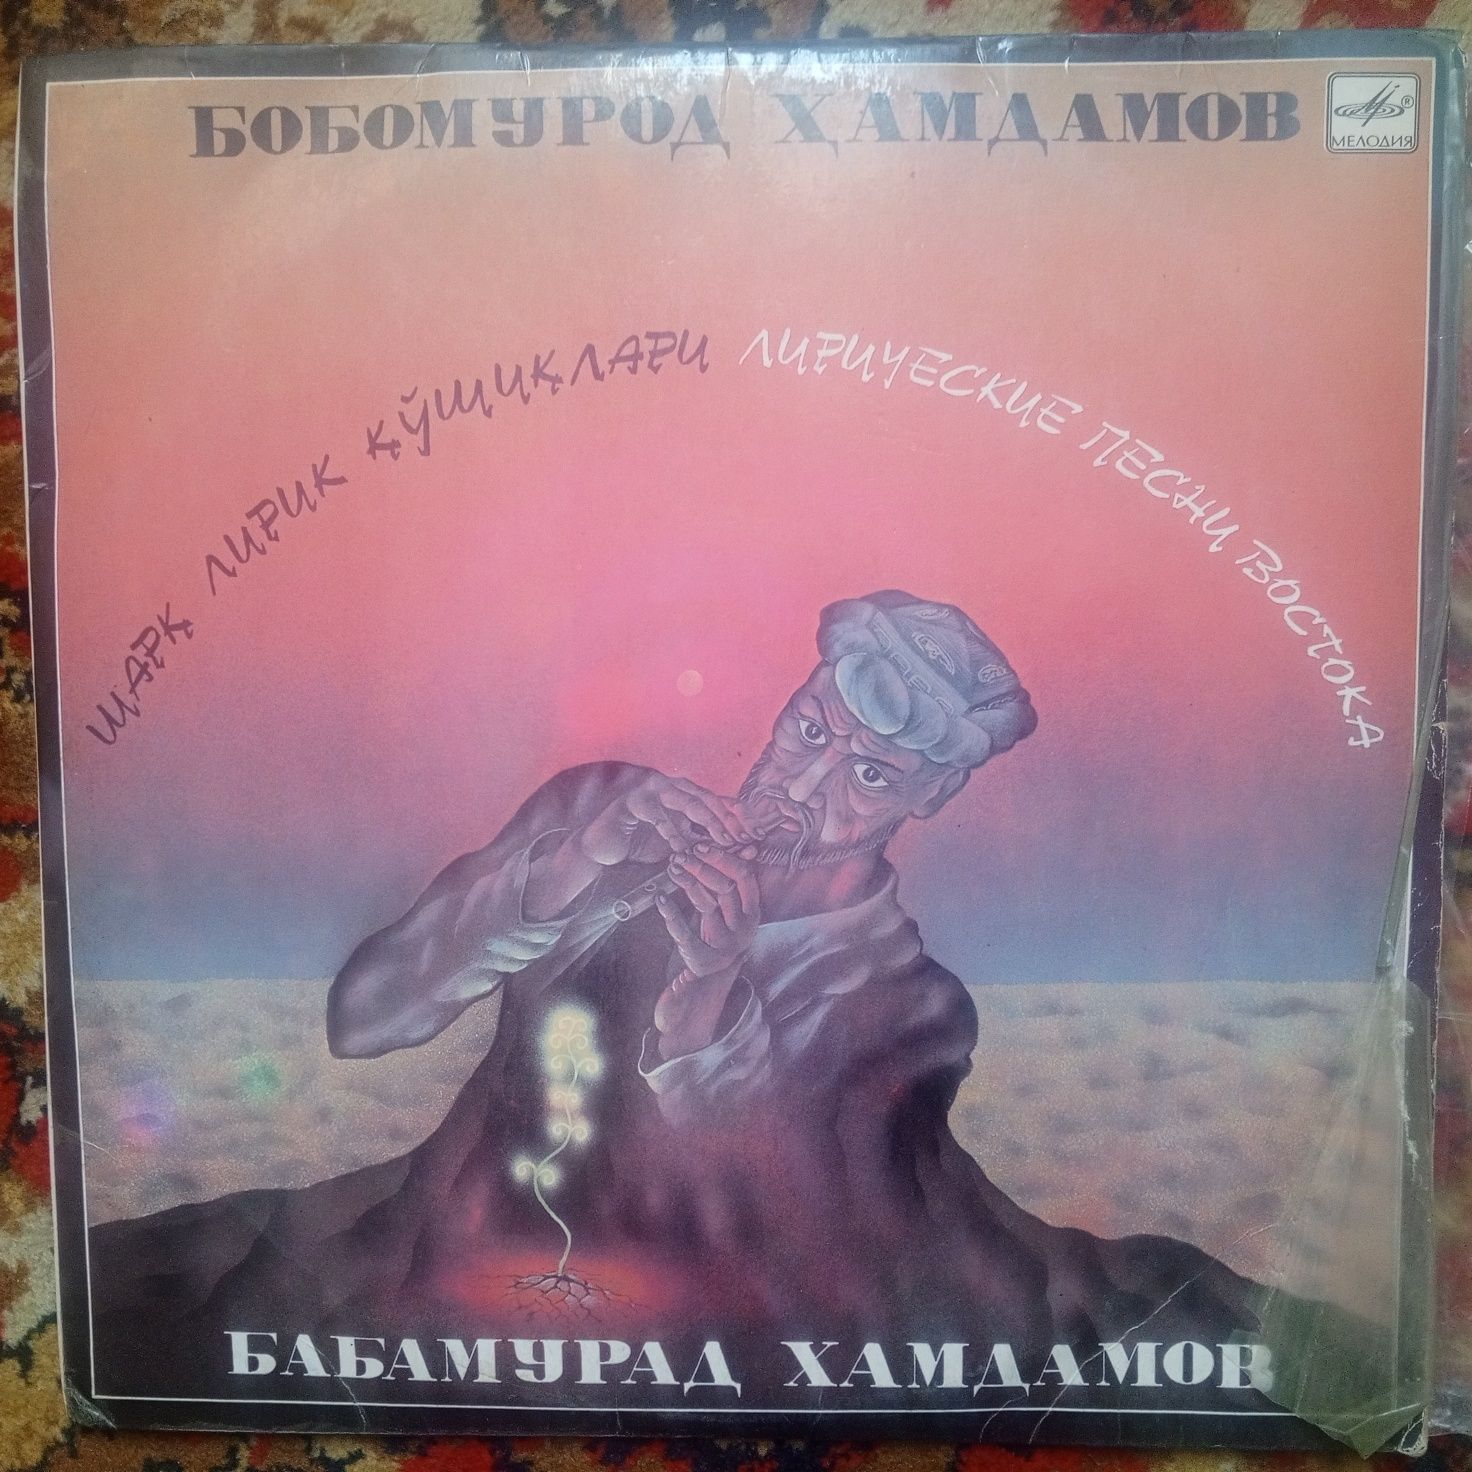 БОБОМУРОД ҲАМДАМОВ
МЕЛОДИЯ
ШАРҚ ЛИРИК ҚЎШИҚЛАРИ
ЛИРИЧЕСКИЕ ПЕСНИ ВОСТОКА
БАБАМУРАД ХАМДАМОВ